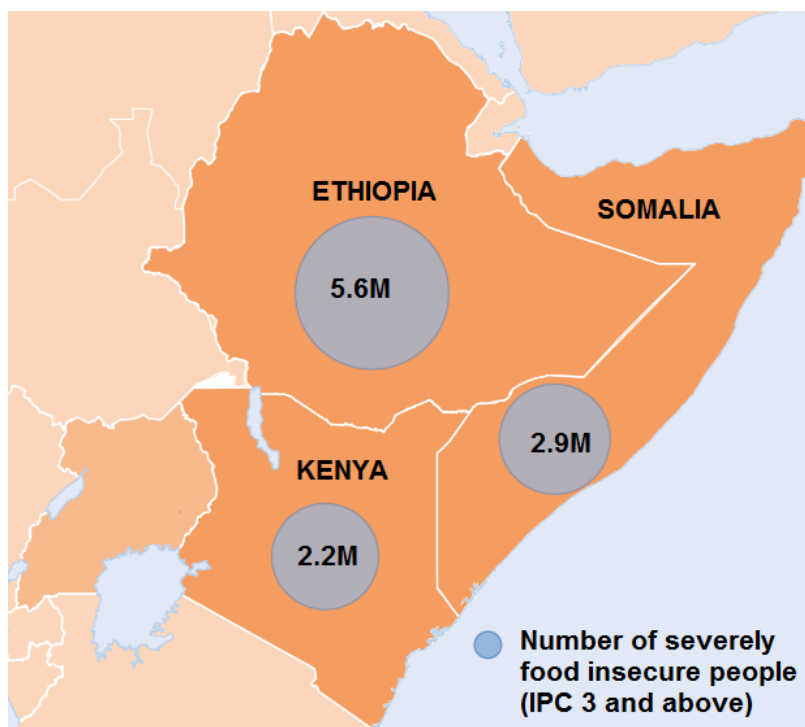 ETHIOPIA
5.6M
SOMALIA
2.9M
KENYA
2.2M
Number of severely
food insecure people
(IPC 3 and above)